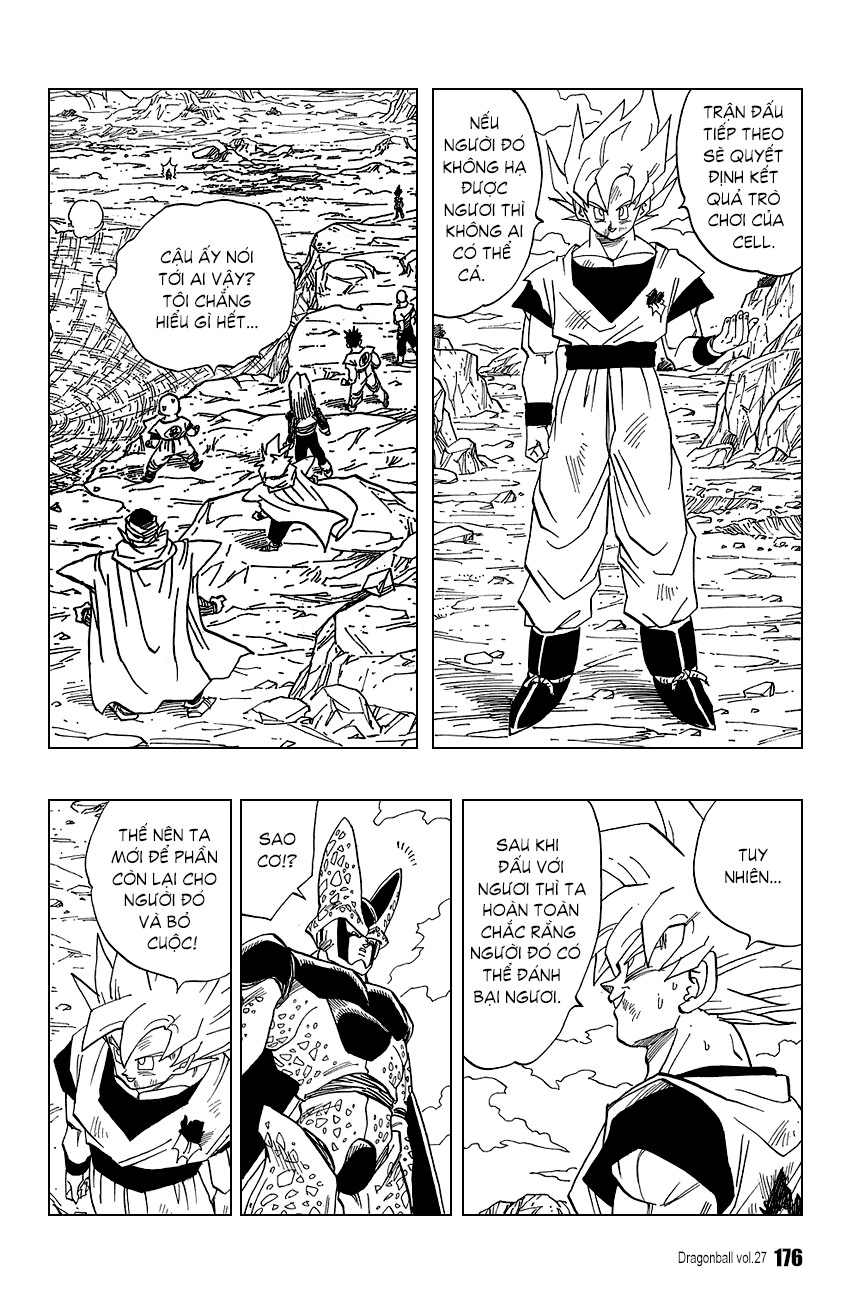 TRẬN ĐẤU
TIẾP THEO
SẼ QUYẾT
ĐỊNH KẾT
QUẢ TRÒ
CHƠI CỦA
CELL.
NẾU
NGƯỜI ĐÓ
KHÔNG HẠ
ĐƯỢC
NGƯƠI THÌ
KHÔNG AI
CÓ THỂ
CẢ.
CẬU ẤY NÓI
TỚI AI VẬY?
TÔI CHẲNG
HIỂU GÌ HẾT...
TUY
NHIÊN...
SAU KHI
ĐẤU VỚI
NGƯƠI THÌ TA
HOÀN TOÀN
CHẮC RẰNG
NGƯỜI ĐÓ CÓ
THỂ ĐÁNH
BẠI NGƯƠI.
SAO
CƠ!?
THẾ NÊN TA
MỚI ĐỂ PHẦN
CÒN LẠI CHO
NGƯỜI ĐÓ
VÀ BỎ
CUỘC!
Dragonball vol.27 176